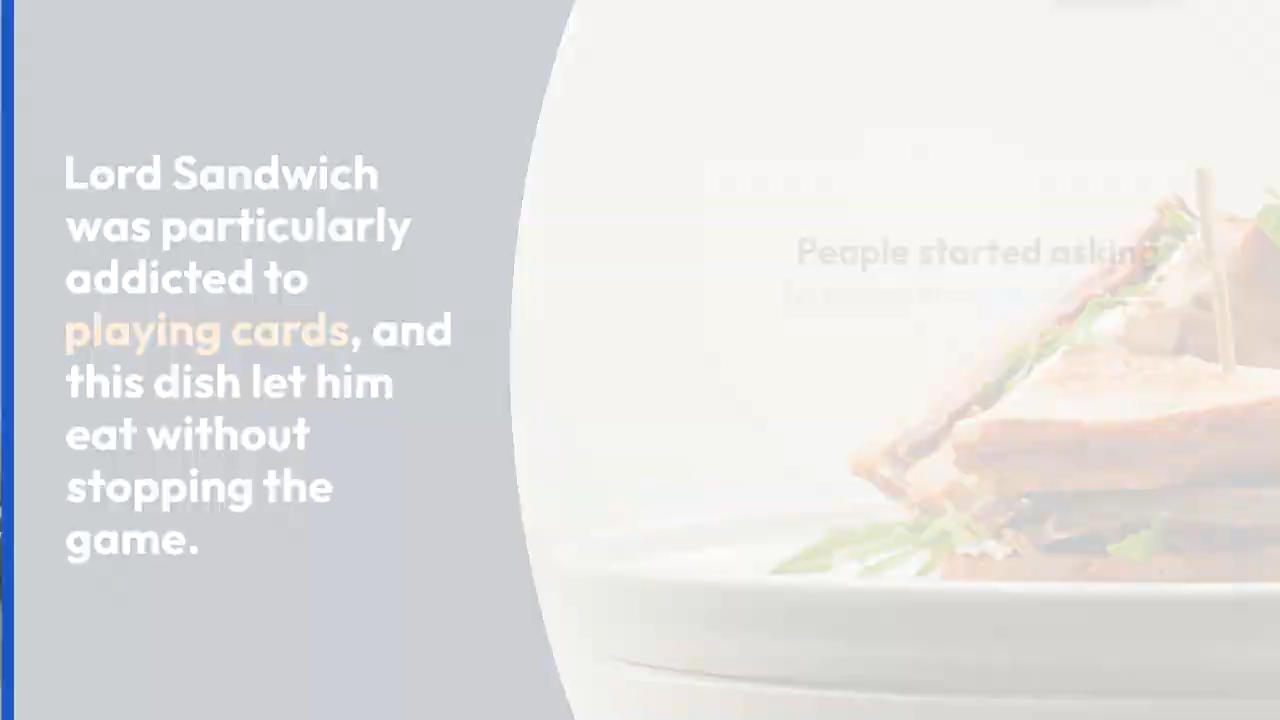 Lord Sandwich
was particularly
addicted to
playing cards, and
this dish let him
eat without
stopping the
game.
People started asking